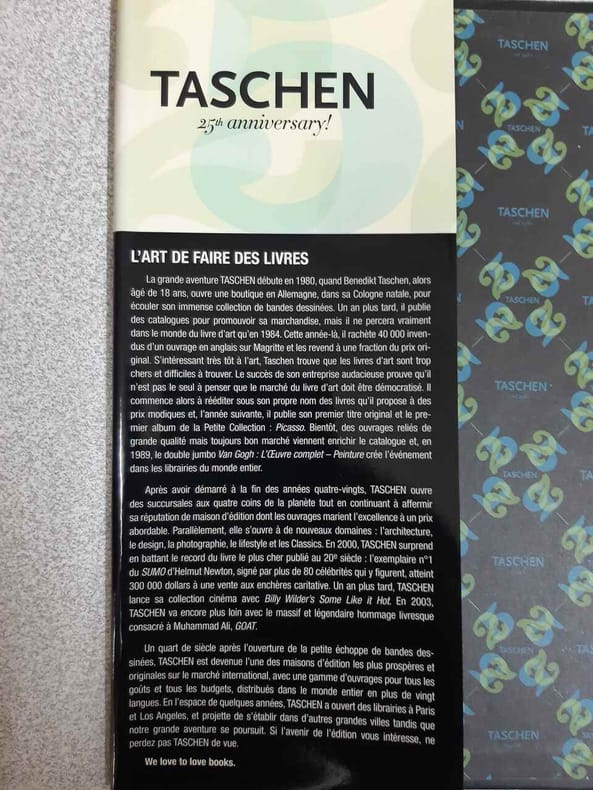 TASCHEN
25th anniversary!
L'ART DE FAIRE DES LIVRES
La grande aventure TASCHEN débute en 1980, quand Benedikt Taschen, alors
âgé de 18 ans, ouvre une boutique en Allemagne, dans sa Cologne natale, pour
écouler son immense collection de bandes dessinées. Un an plus tard, il publie
des catalogues pour promouvoir sa marchandise, mais il ne percera vraiment
dans le monde du livre d'art qu'en 1984. Cette année-là, il rachète 40 000 inven-
dus d'un ouvrage en anglais sur Magritte et les revend à une fraction du prix ori-
ginal. S'intéressant très tôt à l'art, Taschen trouve que les livres d'art sont trop
chers et difficiles à trouver. Le succès de son entreprise audacieuse prouve qu'il
n'est pas le seul à penser que le marché du livre d'art doit être démocratisé. Il
commence alors à rééditer sous son propre nom des livres qu'il propose à des
prix modiques et, l'année suivante, il publie son premier titre original et le pre-
mier album de la Petite Collection : Picasso. Bientôt, des ouvrages reliés de
grande qualité mais toujours bon marché viennent enrichir le catalogue et, en
1989, le double jumbo Van Gogh : L'Œuvre complet – Peinture crée l'événement
dans les librairies du monde entier.
Après avoir démarré à la fin des années quatre-vingts, TASCHEN ouvre
des succursales aux quatre coins de la planète tout en continuant à affermir
sa réputation de maison d'édition dont les ouvrages marient l'excellence à un prix
abordable. Parallèlement, elle s'ouvre à de nouveaux domaines : l'architecture,
le design, la photographie, le lifestyle et les Classics. En 2000, TASCHEN surprend
en battant le record du livre le plus cher publié au 20e siècle : l'exemplaire n°1
du SUMO d'Helmut Newton, signé par plus de 80 célébrités qui y figurent, atteint
300 000 dollars à une vente aux enchères caritative. Un an plus tard, TASCHEN
lance sa collection cinéma avec Billy Wilder's Some Like it Hot. En 2003,
TASCHEN va encore plus loin avec le massif et légendaire hommage livresque
consacré à Muhammad Ali, GOAT.
Un quart de siècle après l'ouverture de la petite échoppe de bandes des-
sinées, TASCHEN est devenue l'une des maisons d'édition les plus prospères et
originales sur le marché international, avec une gamme d'ouvrages pour tous les
goûts et tous les budgets, distribués dans le monde entier en plus de vingt
langues. En l'espace de quelques années, TASCHEN a ouvert des librairies à Paris
et Los Angeles, et projette de s'établir dans d'autres grandes villes tandis que
notre grande aventure se poursuit. Si l'avenir de l'édition vous intéresse, ne
perdez pas TASCHEN de vue.
We love to love books.
TASCHEN
TASCHEN
TASCHEN
TASCHEN
TASCHEN
TASCHEN
TASCHEN
TASCHEN
TASCHEN
TASCHEN